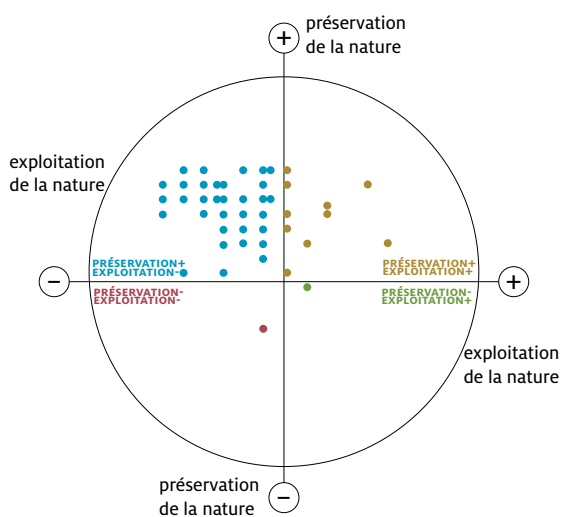 +
préservation
de la nature
exploitation
de la nature
PRÉSERVATION+
EXPLOITATION-
PRÉSERVATION+
EXPLOITATION+
-
+
PRÉSERVATION-
EXPLOITATION-
PRÉSERVATION-
EXPLOITATION+
exploitation
de la nature
préservation
de la nature
-